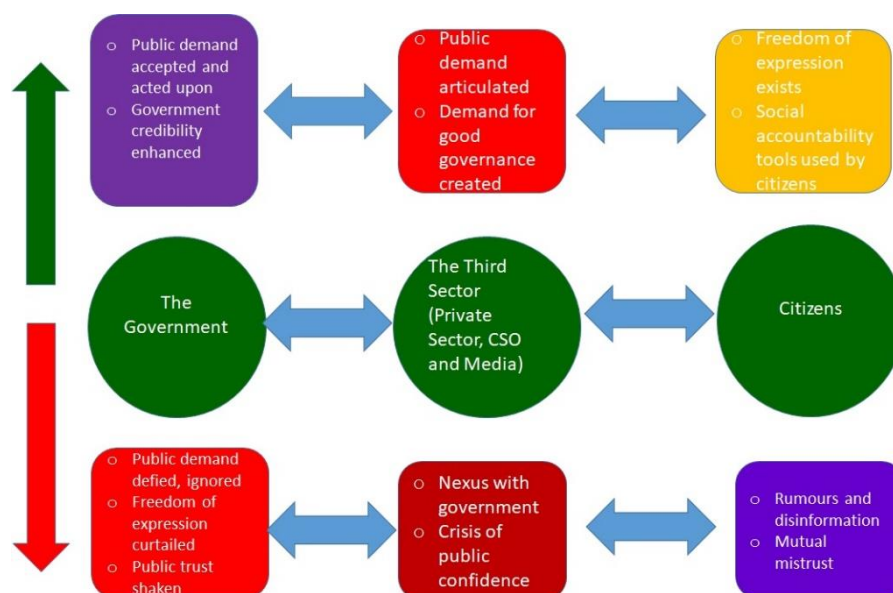 o Public demand
accepted and
acted upon
o Government
credibility
enhanced
o Public
demand
articulated
o Demand for
good
governance
created
o Freedom of
expression
exists
o Social
accountability
tools used by
citizens
The
Government
The Third
Sector
(Private
Sector, CSO
and Media)
Citizens
o Public demand
defied, ignored
o Freedom of
expression
curtailed
o Public trust
shaken
o Nexus with
government
o Crisis of
public
confidence
o Rumours and
disinformation
o Mutual
mistrust